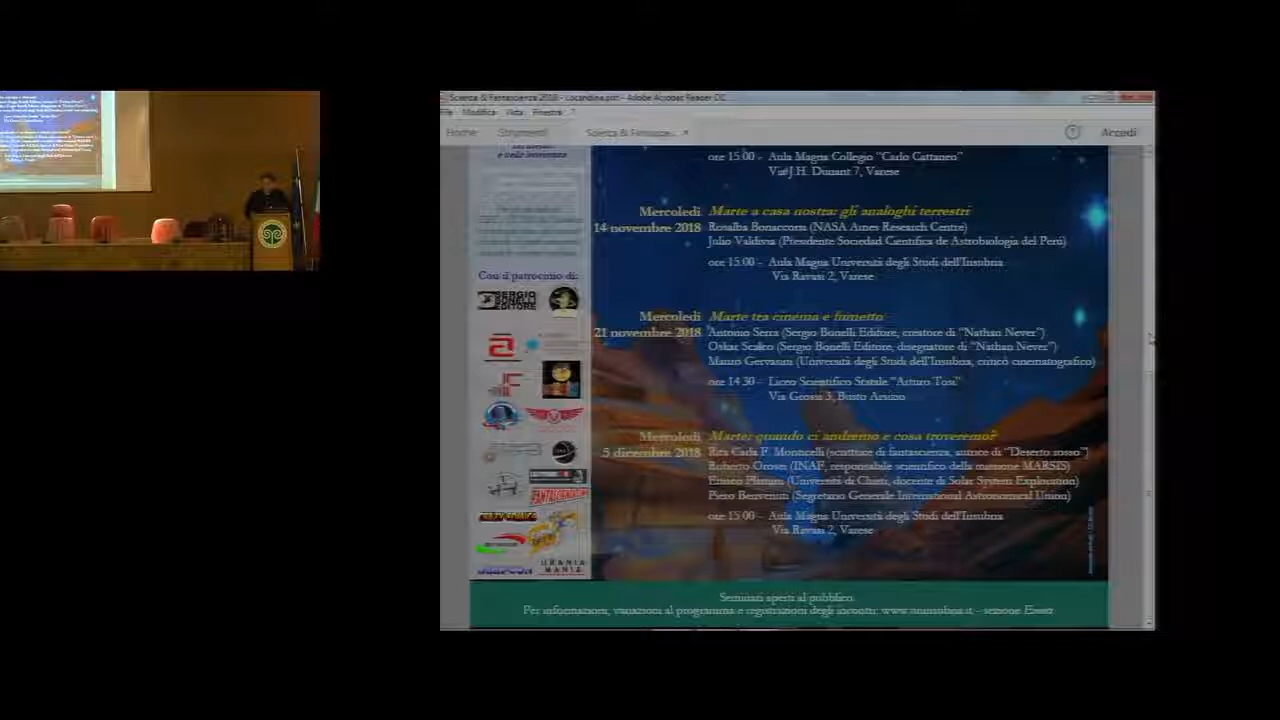 Scienza & Fantascienza 2018 - Locandina.pdf - Adobe Acrobat Reader DC
Modifica Vista Finestra ?
Home Strumenti Scienza & Fantasc... × ? Accedi
ore 15:00 - Aula Magna Collegio "Carlo Cattaneo"
Via J.H. Dunant 7, Varese
Mercoledì Marte a casa nostra: gli analoghi terrestri
14 novembre 2018 Rosalba Bonaccorsi (NASA Ames Research Centre)
Julio Valdivia (Presidente Sociedad Cientifica de Astrobiologia del Perù)
ore 15:00 - Aula Magna Università degli Studi dell'Insubria
Via Ravasi 2, Varese
Con il patrocinio di:
SERGIO BONELLI EDITORE
Mercoledì Marte tra cinema e fumetto
21 novembre 2018 Antonio Serra (Sergio Bonelli Editore, creatore di "Nathan Never")
Oskar Scalco (Sergio Bonelli Editore, disegnatore di "Nathan Never")
Mauro Gervasini (Università degli Studi dell'Insubria, critico cinematografico)
ore 14:30 - Liceo Scientifico Statale "Arturo Tosi"
Via Grossi 3, Busto Arsizio
Mercoledì Marte: quando ci andremo e cosa troveremo?
5 dicembre 2018 Rita Carla F. Monticelli (scrittrice di fantascienza, autrice di "Deserto rosso")
Roberto Orosei (INAF, responsabile scientifico della missione MARSIS)
Enrico Flamini (Università di Chieti, docente di Solar System Exploration)
Piero Benvenuti (Segretario Generale International Astronomical Union)
ore 15:00 - Aula Magna Università degli Studi dell'Insubria
Via Ravasi 2, Varese
URANIA MANIA
Seminari aperti al pubblico.
Per informazioni, variazioni al programma e registrazioni degli incontri: www.uninsubria.it - sezione Eventi